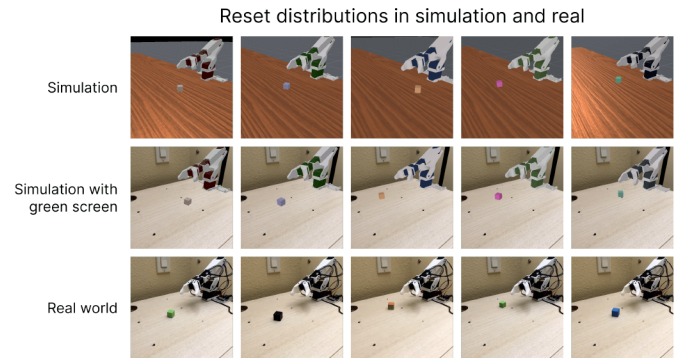 Reset distributions in simulation and real
Simulation
Simulation with
green screen
Real world